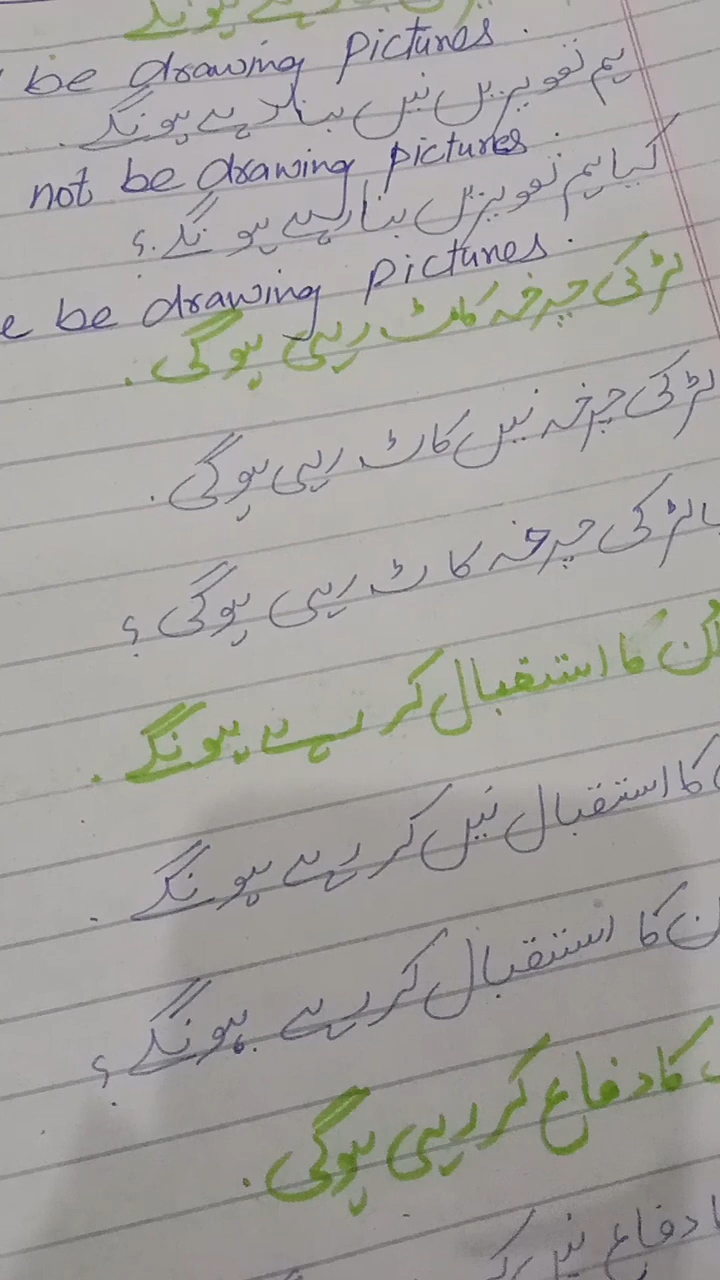 be drawing pictures.
ہم تصویریں نہیں بنا رہے ہونگے.
not be drawing pictures.
کیا ہم تصویریں بنا رہے ہونگے.؟
e be drawing pictures.
لڑکی چرخہ کاٹ رہی ہوگی.
لڑکی چرخہ نہیں کاٹ رہی ہوگی.
لڑکی چرخہ کاٹ رہی ہوگی؟
کا استقبال کر رہے ہونگے.
کا استقبال نہیں کر رہے ہونگے.
ن کا استقبال کر رہے ہونگے؟
کا دفاع کر رہی ہوگی.
دفاع نہیں